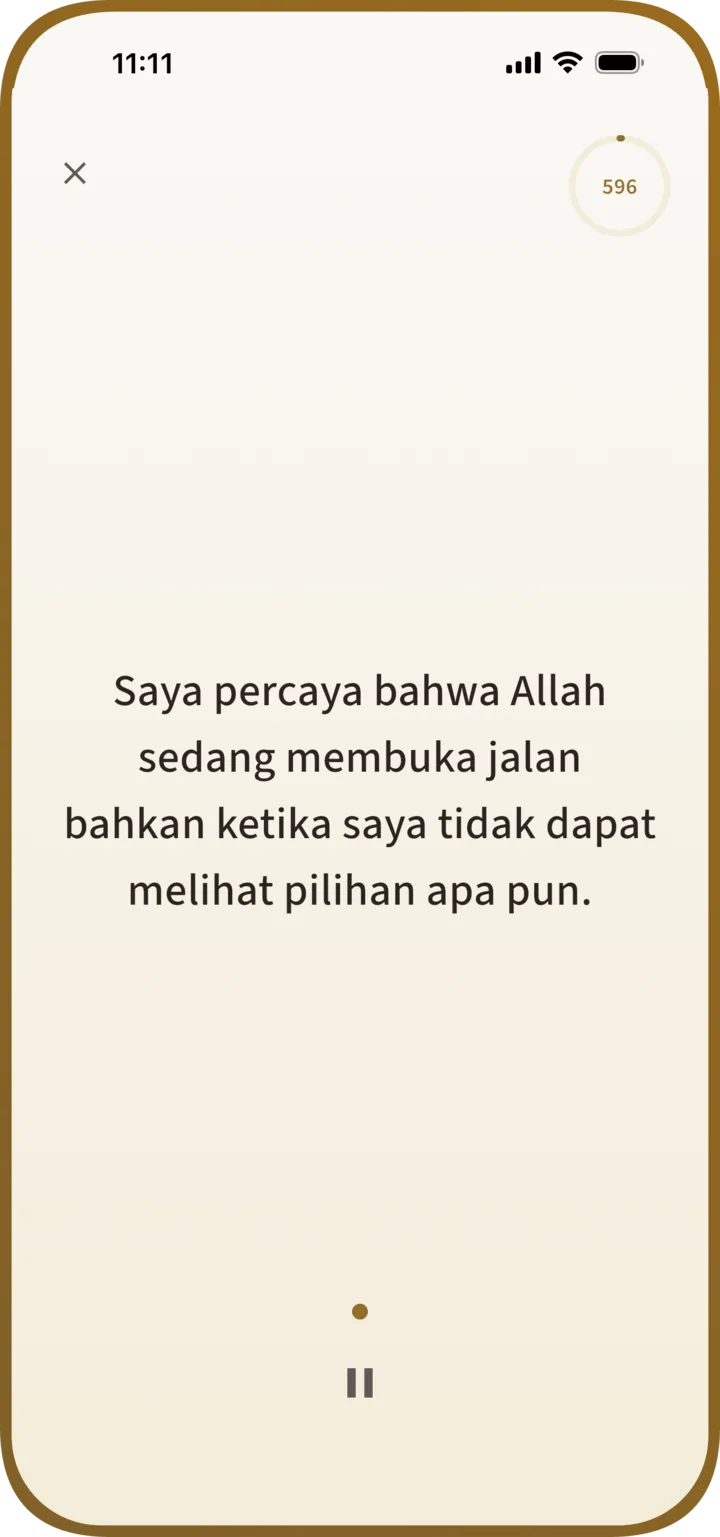 11:11
596
Saya percaya bahwa Allah
sedang membuka jalan
bahkan ketika saya tidak dapat
melihat pilihan apa pun.